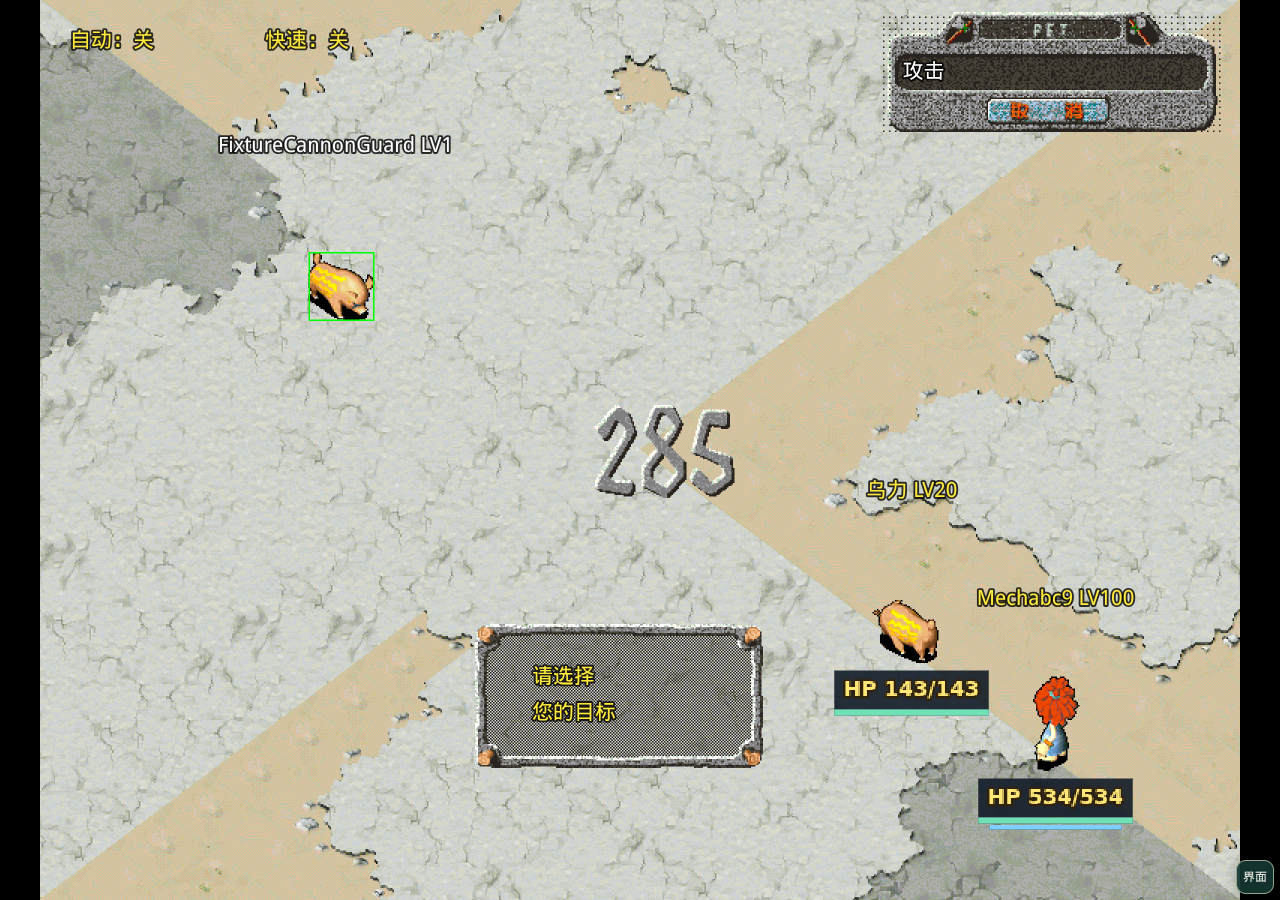 自动：关
快速：关
PET
攻击
取 消
FixtureCannonGuard LV1
285
乌力 LV20
Mechabc9 LV100
请选择
您的目标
HP 143/143
HP 534/534
界面